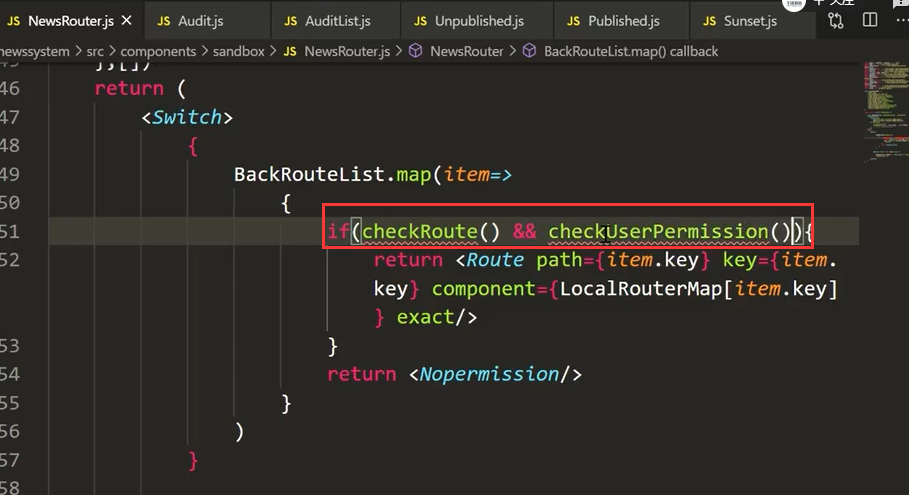 JS NewsRouter.js × JS Audit.js JS AuditList.js JS Unpublished.js JS Published.js JS Sunset.js
newssystem > src > components > sandbox > JS NewsRouter.js > NewsRouter > BackRouteList.map() callback
},[])
46 return (
47 <Switch>
48 {
49 BackRouteList.map(item=>
50 {
51 if(checkRoute() && checkUserPermission()){
52 return <Route path={item.key} key={item.
key} component={LocalRouterMap[item.key]
} exact/>
53 }
54 return <Nopermission/>
55 }
56 )
57 }
58